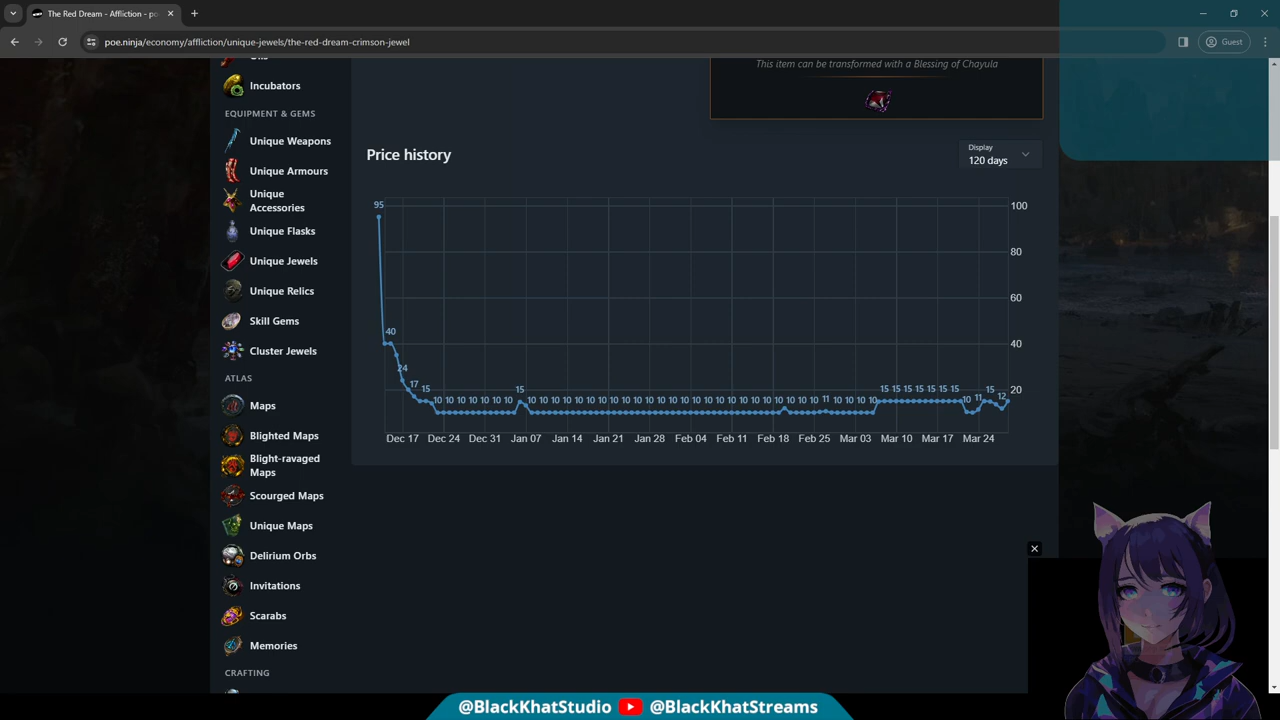 The Red Dream - Affliction - po
Guest
poe.ninja/economy/affliction/unique-jewels/the-red-dream-crimson-jewel
Oils
Incubators
EQUIPMENT & GEMS
Unique Weapons
Unique Armours
Unique
Accessories
Unique Flasks
Unique Jewels
Unique Relics
Skill Gems
Cluster Jewels
ATLAS
Maps
Blighted Maps
Blight-ravaged
Maps
Scourged Maps
Unique Maps
Delirium Orbs
Invitations
Scarabs
Memories
CRAFTING
This item can be transformed with a Blessing of Chayula
Price history
Display
120 days
95
40
24
17
15
10 10 10 10 10 10 10
15
10 10 10 10 10 10 10 10 10 10 10 10 10 10 10 10 10 10 10 10 10 10 10 10 10
11
10 10 10 10
15 15 15 15 15 15 15
10
11
15
12
100
80
60
40
20
Dec 17 Dec 24 Dec 31 Jan 07 Jan 14 Jan 21 Jan 28 Feb 04 Feb 11 Feb 18 Feb 25 Mar 03 Mar 10 Mar 17 Mar 24
@BlackKhatStudio @BlackKhatStreams